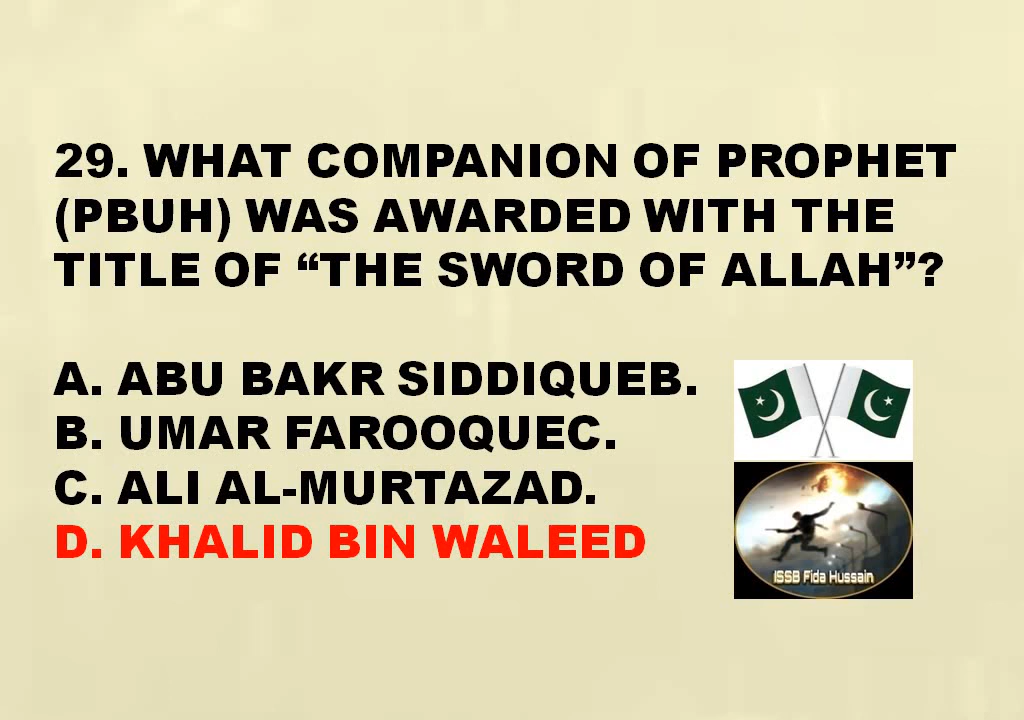 29. WHAT COMPANION OF PROPHET
(PBUH) WAS AWARDED WITH THE
TITLE OF “THE SWORD OF ALLAH”?
A. ABU BAKR SIDDIQUEB.
B. UMAR FAROOQUEC.
C. ALI AL-MURTAZAD.
D. KHALID BIN WALEED
ISSB Fida Hussain